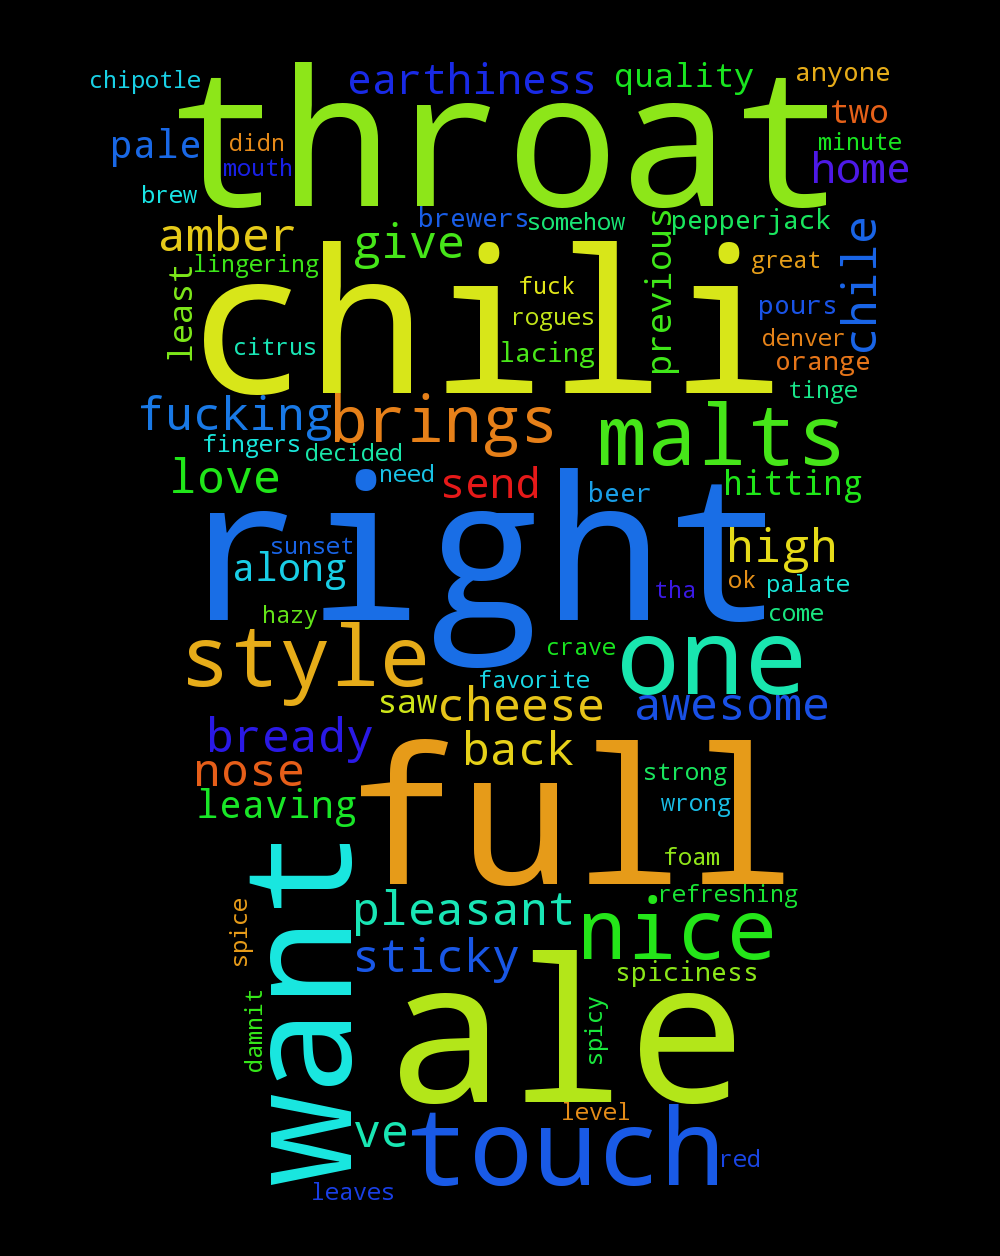 throat
chipotle
earthiness
quality
anyone
two
pale
didn
minute
mouth
home
brew
brewers
somehow
pepperjack
amber
give
previous
chile
lingering
great
least
chili
fuck
pours
rogues
denver
citrus
lacing
orange
tinge
fucking
brings
malts
fingers
decided
love
need
send
beer
hitting
right
sunset
high
along
tha
ok
palate
hazy
come
style
crave
one
favorite
saw
cheese
awesome
bready
back
nose
strong
leaving
wrong
full
want
foam
refreshing
spice
pleasant
nice
sticky
spiciness
damnit
ale
spicy
level
ve
touch
red
leaves